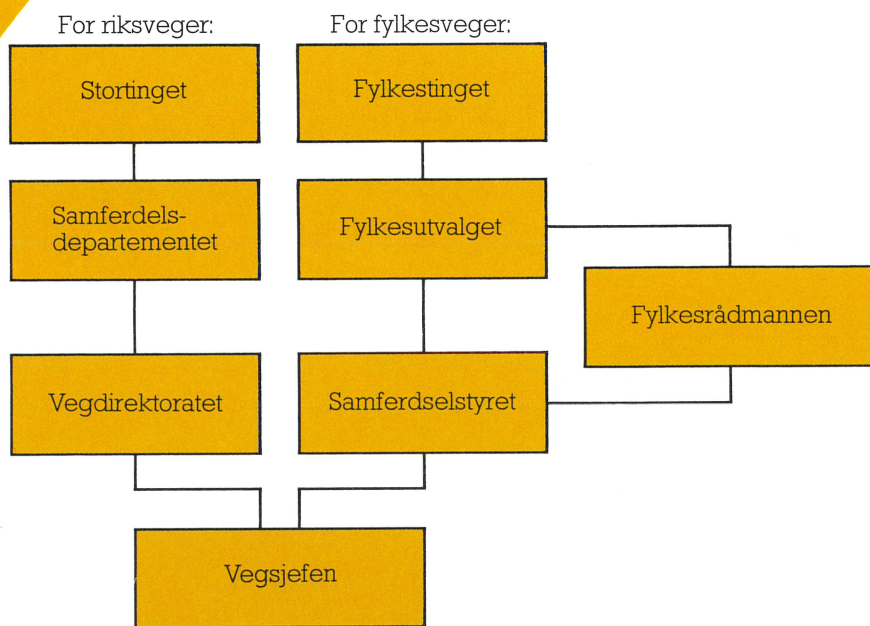 For riksveger:
Stortinget
Samferdels-
departementet
Vegdirektoratet
For fylkesveger:
Fylkestinget
Fylkesutvalget
Fylkesrådmannen
Samferdselstyret
Vegsjefen